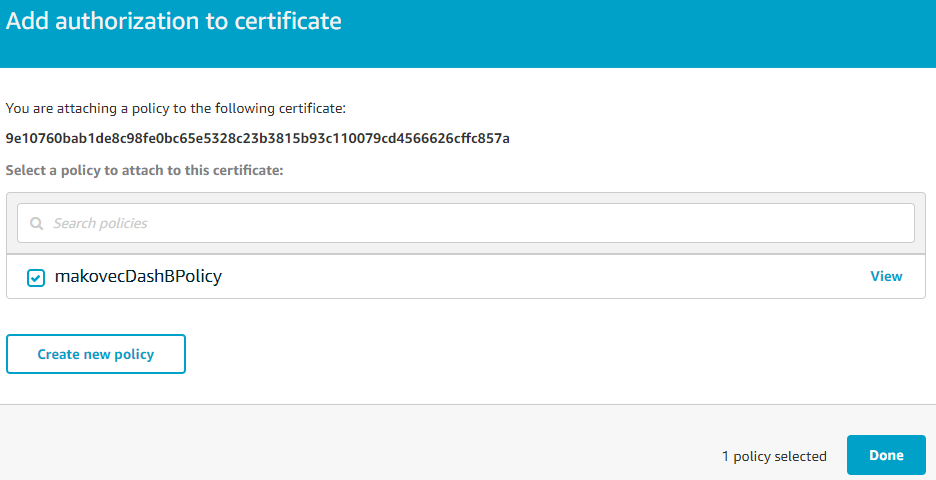 Add authorization to certificate
You are attaching a policy to the following certificate:
9e10760bab1de8c98fe0bc65e5328c23b3815b93c110079cd4566626cffc857a
Select a policy to attach to this certificate:
Search policies
makovecDashBPolicy View
Create new policy
1 policy selected Done